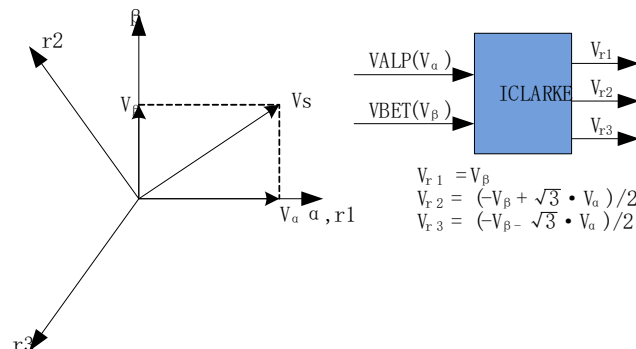 β
r2
Vβ
Vs
Vα α,r1
r3
VALP(Vα)
VBET(Vβ)
ICLARKE
Vr1
Vr2
Vr3
Vr1 =Vβ
Vr2 = (-Vβ+ √3 • Vα )/2
Vr3 = (-Vβ- √3 • Vα )/2